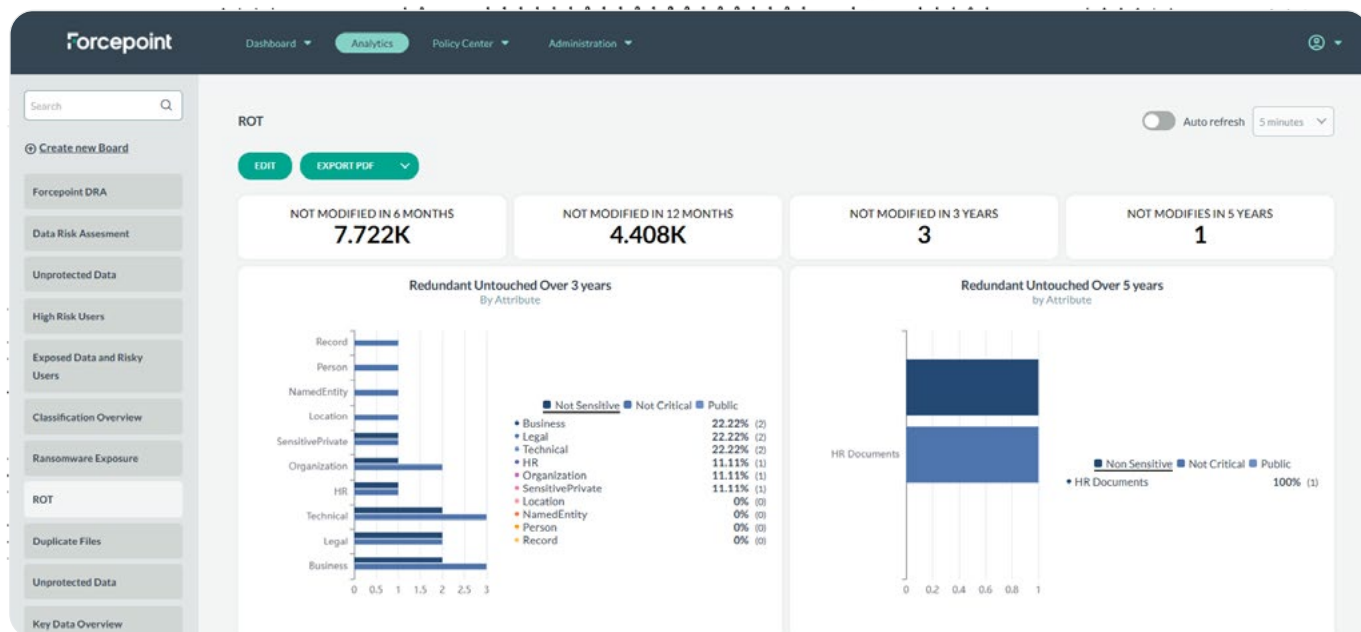 Forcepoint
Dashboard
Analytics
Policy Center
Administration
Search
Create new Board
Forcepoint DRA
Data Risk Assesment
Unprotected Data
High Risk Users
Exposed Data and Risky
Users
Classification Overview
Ransomware Exposure
ROT
Duplicate Files
Unprotected Data
Key Data Overview
ROT
Auto refresh
5 minutes
EDIT
EXPORT PDF
NOT MODIFIED IN 6 MONTHS
7.722K
NOT MODIFIED IN 12 MONTHS
4.408K
NOT MODIFIED IN 3 YEARS
3
NOT MODIFIES IN 5 YEARS
1
Redundant Untouched Over 3 years
By Attribute
Record
Person
NamedEntity
Location
SensitivePrivate
Organization
HR
Technical
Legal
Business
0 0.5 1 1.5 2 2.5 3
Not Sensitive Not Critical Public
Business 22.22% (2)
Legal 22.22% (2)
Technical 22.22% (2)
HR 11.11% (1)
Organization 11.11% (1)
SensitivePrivate 11.11% (1)
Location 0% (0)
NamedEntity 0% (0)
Person 0% (0)
Record 0% (0)
Redundant Untouched Over 5 years
by Attribute
HR Documents
0 0.2 0.4 0.6 0.8 1
Non Sensitive Not Critical Public
HR Documents 100% (1)